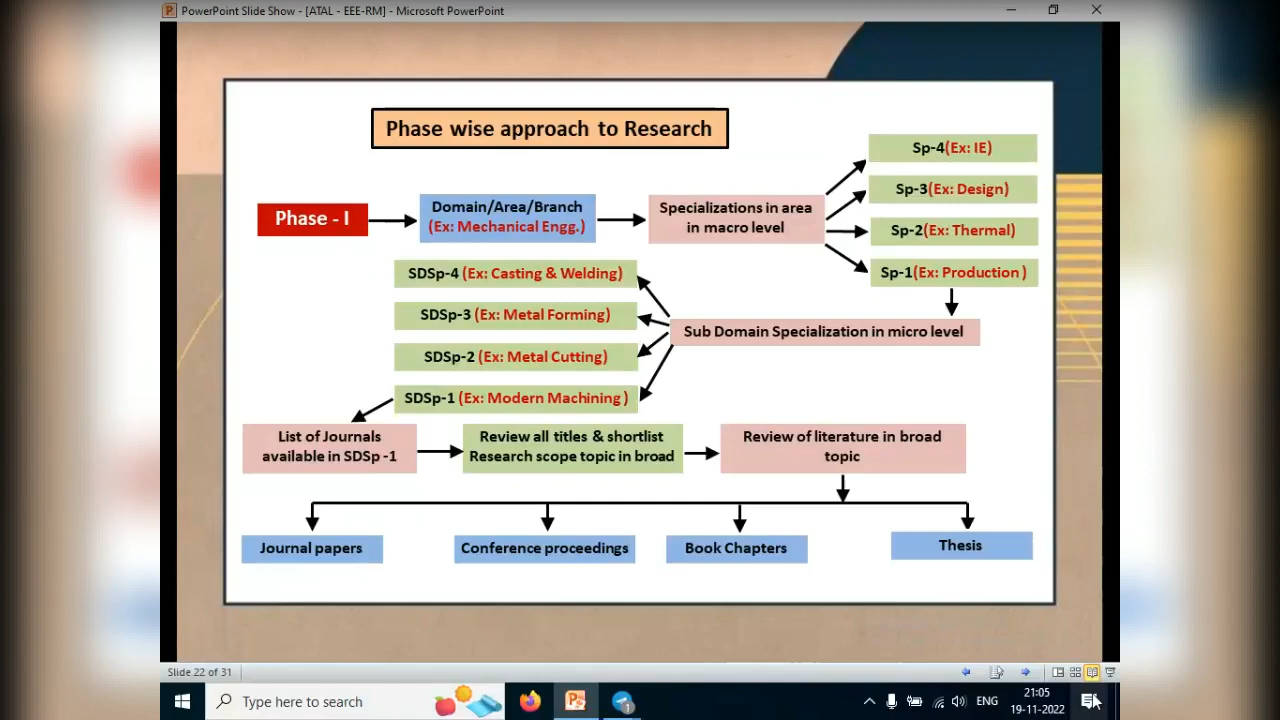 PowerPoint Slide Show - [ATAL - EEE-RM] - Microsoft PowerPoint
Phase wise approach to Research
Phase - I
Domain/Area/Branch
(Ex: Mechanical Engg.)
Specializations in area
in macro level
Sp-4(Ex: IE)
Sp-3(Ex: Design)
Sp-2(Ex: Thermal)
Sp-1(Ex: Production )
Sub Domain Specialization in micro level
SDSp-4 (Ex: Casting & Welding)
SDSp-3 (Ex: Metal Forming)
SDSp-2 (Ex: Metal Cutting)
SDSp-1 (Ex: Modern Machining )
List of Journals
available in SDSp -1
Review all titles & shortlist
Research scope topic in broad
Review of literature in broad
topic
Journal papers
Conference proceedings
Book Chapters
Thesis
Slide 22 of 31
Type here to search
1
ENG
21:05
19-11-2022